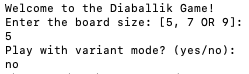 Welcome to the Diaballik Game!
Enter the board size: [5, 7 OR 9]:
5
Play with variant mode? (yes/no):
no